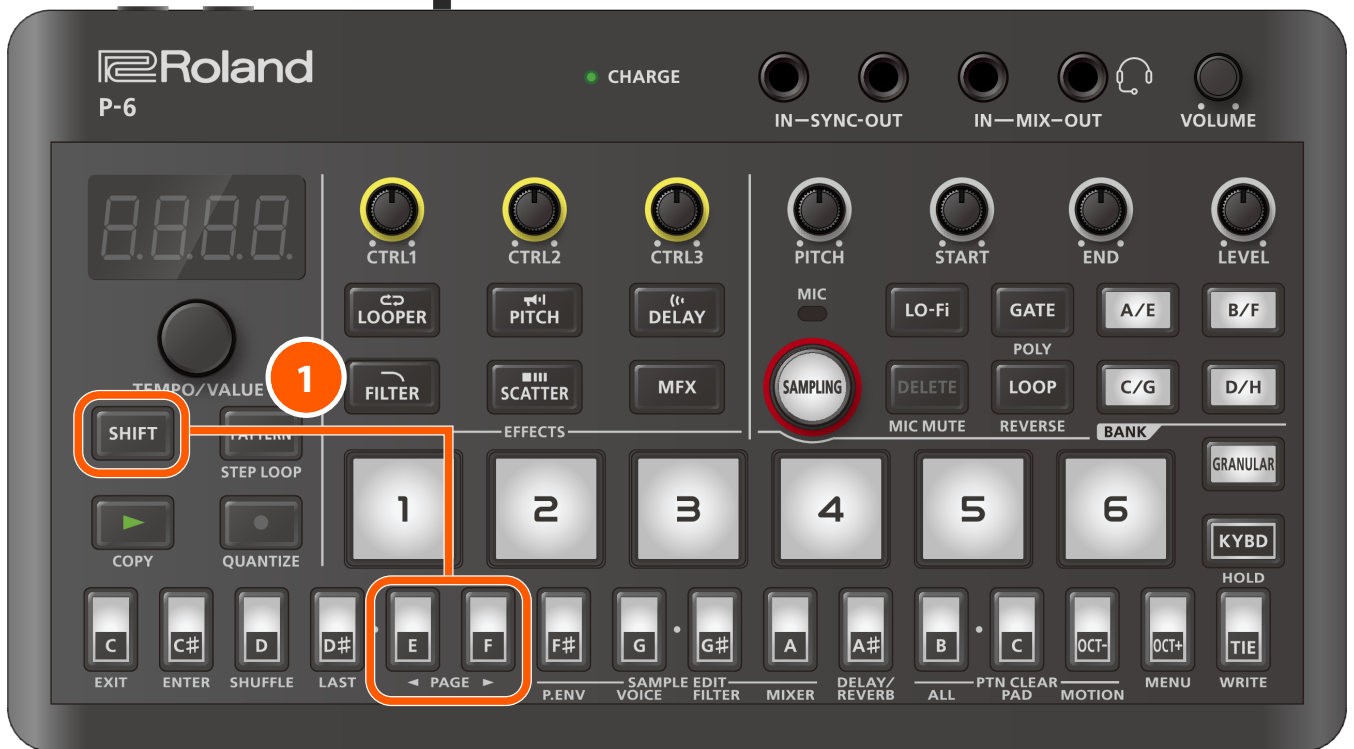 Roland
P-6
CHARGE
IN—SYNC-OUT
IN—MIX—OUT
VOLUME
8.8.8.8.
CTRL1
CTRL2
CTRL3
PITCH
START
END
LEVEL
TEMPO/VALUE
1
LOOPER
PITCH
DELAY
MIC
LO-Fi
GATE
A/E
B/F
POLY
FILTER
SCATTER
MFX
SAMPLING
DELETE
LOOP
C/G
D/H
MIC MUTE
REVERSE
BANK
EFFECTS
SHIFT
PATTERN
STEP LOOP
GRANULAR
1
2
3
4
5
6
COPY
QUANTIZE
KYBD
HOLD
C
C#
D
D#
E
F
F#
G
G#
A
A#
B
C
OCT-
OCT+
TIE
EXIT
ENTER
SHUFFLE
LAST
◄ PAGE ►
P.ENV
SAMPLE EDIT
VOICE
FILTER
MIXER
DELAY/
REVERB
PTN CLEAR
ALL
PAD
MOTION
MENU
WRITE